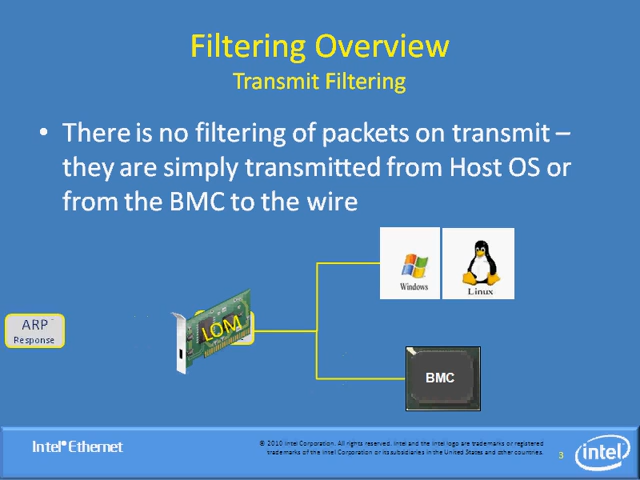 Filtering Overview
Transmit Filtering
• There is no filtering of packets on transmit –
they are simply transmitted from Host OS or
from the BMC to the wire
Windows
Linux
LOM
ARP
Response
BMC
Intel® Ethernet
© 2010 Intel Corporation. All rights reserved. Intel and the Intel logo are trademarks or registered
trademarks of the Intel Corporation or its subsidiaries in the United States and other countries.
3
intel